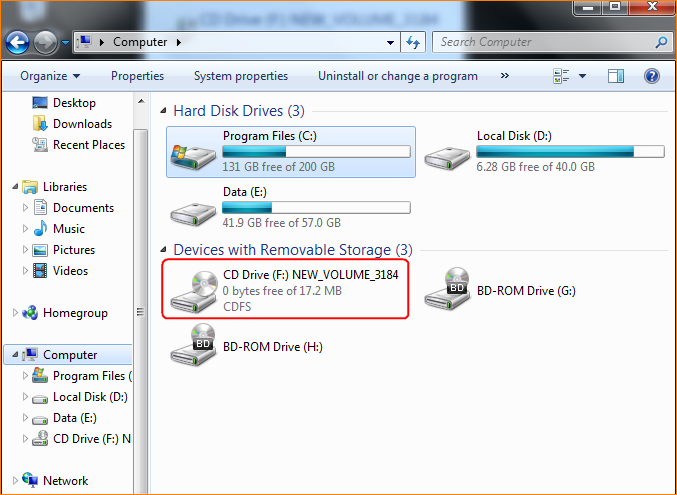 CD Drive (F:) NEW_VOLUME_3184
Computer
Search Computer
Organize Properties System properties Uninstall or change a program »
Desktop
Downloads
Recent Places
Libraries
Documents
Music
Pictures
Videos
Homegroup
Computer
Program Files (
Local Disk (D:)
Data (E:)
CD Drive (F:) N
Network
Hard Disk Drives (3)
Program Files (C:)
131 GB free of 200 GB
Local Disk (D:)
6.28 GB free of 40.0 GB
Data (E:)
41.9 GB free of 57.0 GB
Devices with Removable Storage (3)
CD Drive (F:) NEW_VOLUME_3184
0 bytes free of 17.2 MB
CDFS
BD
BD-ROM Drive (G:)
BD
BD-ROM Drive (H:)